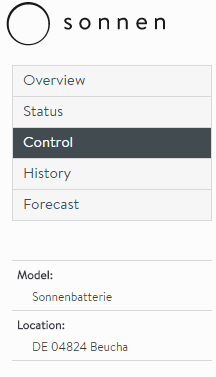 sonnen
Overview
Status
Control
History
Forecast
Model:
Sonnenbatterie
Location:
DE 04824 Beucha